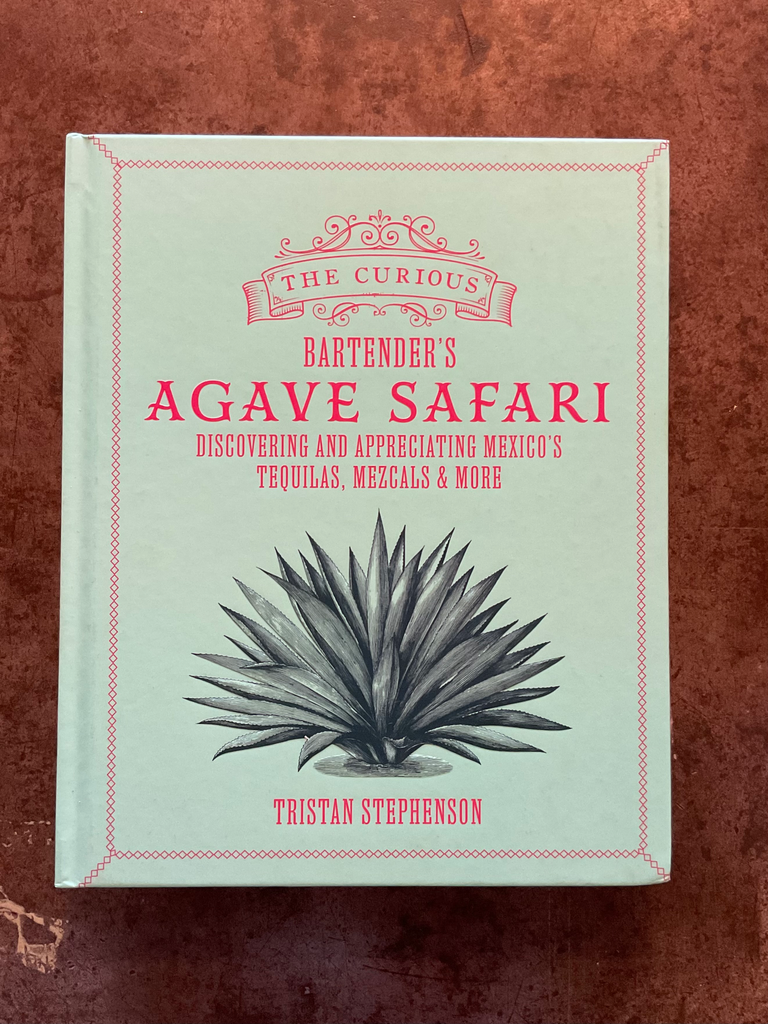 THE CURIOUS
BARTENDER'S
AGAVE SAFARI
DISCOVERING AND APPRECIATING MEXICO'S
TEQUILAS, MEZCALS & MORE
TRISTAN STEPHENSON